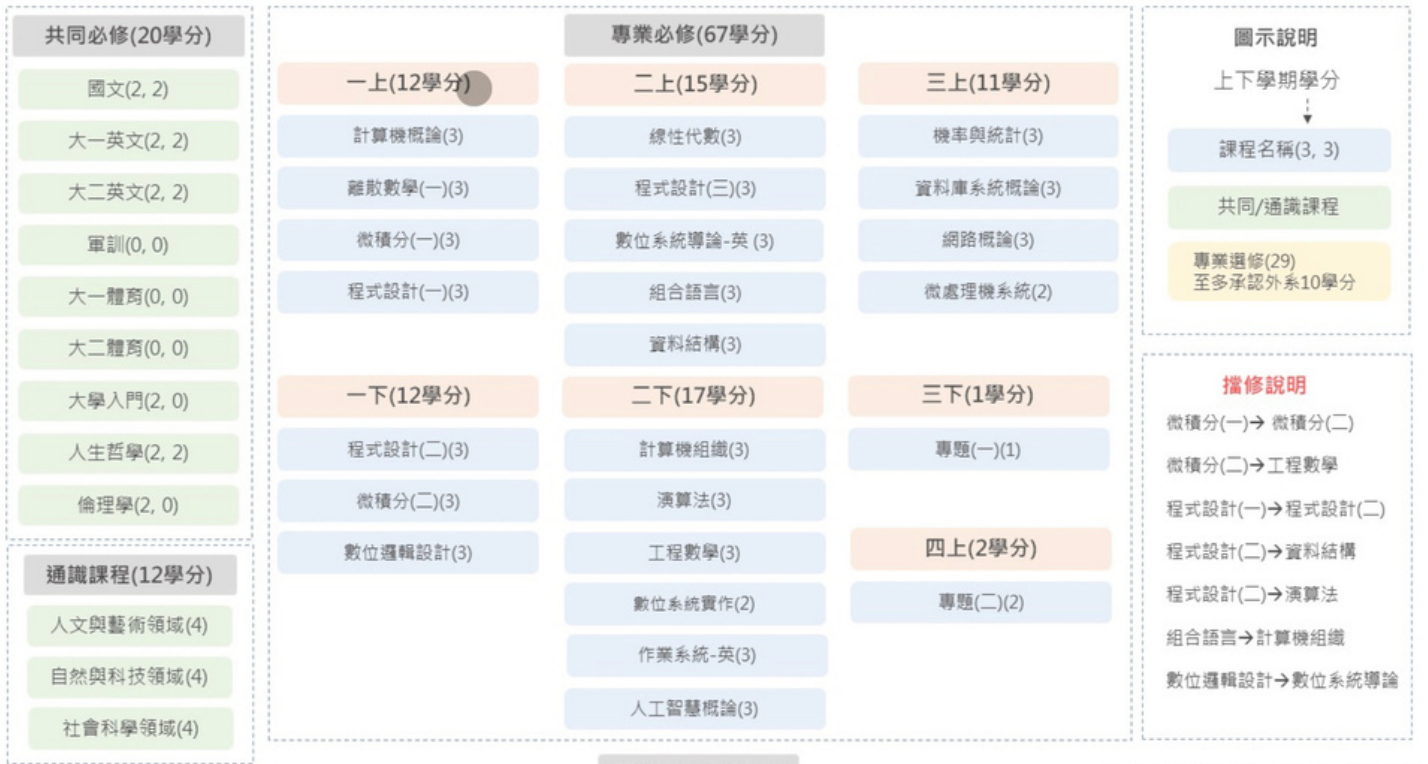 共同必修(20學分)
國文(2, 2)
大一英文(2, 2)
大二英文(2, 2)
軍訓(0, 0)
大一體育(0, 0)
大二體育(0, 0)
大學入門(2, 0)
人生哲學(2, 2)
倫理學(2, 0)
通識課程(12學分)
人文與藝術領域(4)
自然與科技領域(4)
社會科學領域(4)
專業必修(67學分)
一上(12學分)
計算機概論(3)
離散數學(一)(3)
微積分(一)(3)
程式設計(一)(3)
二上(15學分)
線性代數(3)
程式設計(三)(3)
數位系統導論-英 (3)
組合語言(3)
資料結構(3)
三上(11學分)
機率與統計(3)
資料庫系統概論(3)
網路概論(3)
微處理機系統(2)
一下(12學分)
程式設計(二)(3)
微積分(二)(3)
數位邏輯設計(3)
二下(17學分)
計算機組織(3)
演算法(3)
工程數學(3)
數位系統實作(2)
作業系統-英(3)
人工智慧概論(3)
三下(1學分)
專題(一)(1)
四上(2學分)
專題(二)(2)
圖示說明
上下學期學分
課程名稱(3, 3)
共同/通識課程
專業選修(29)
至多承認外系10學分
擋修說明
微積分(一)→ 微積分(二)
微積分(二)→工程數學
程式設計(一)→程式設計(二)
程式設計(二)→資料結構
程式設計(二)→演算法
組合語言→計算機組織
數位邏輯設計→數位系統導論